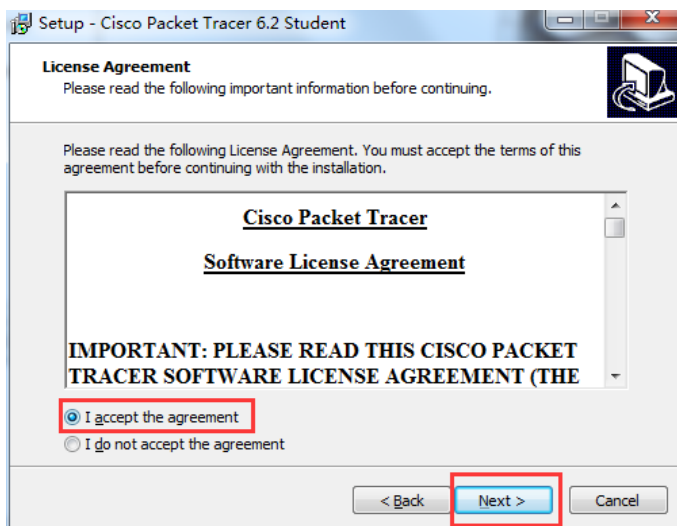 Setup - Cisco Packet Tracer 6.2 Student
License Agreement
Please read the following important information before continuing.
Please read the following License Agreement. You must accept the terms of this
agreement before continuing with the installation.
Cisco Packet Tracer
Software License Agreement
IMPORTANT: PLEASE READ THIS CISCO PACKET
TRACER SOFTWARE LICENSE AGREEMENT (THE
I accept the agreement
I do not accept the agreement
< Back Next > Cancel